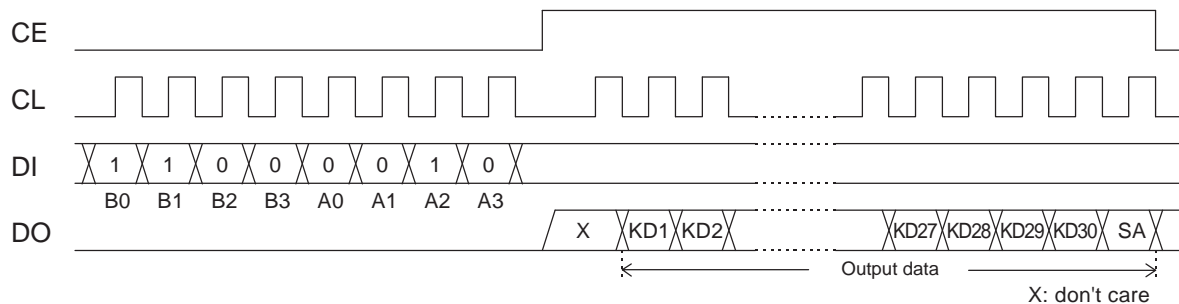 CE
CL
DI 1 1 0 0 0 0 1 0
B0 B1 B2 B3 A0 A1 A2 A3
DO X KD1 KD2 KD27 KD28 KD29 KD30 SA
Output data
X: don't care